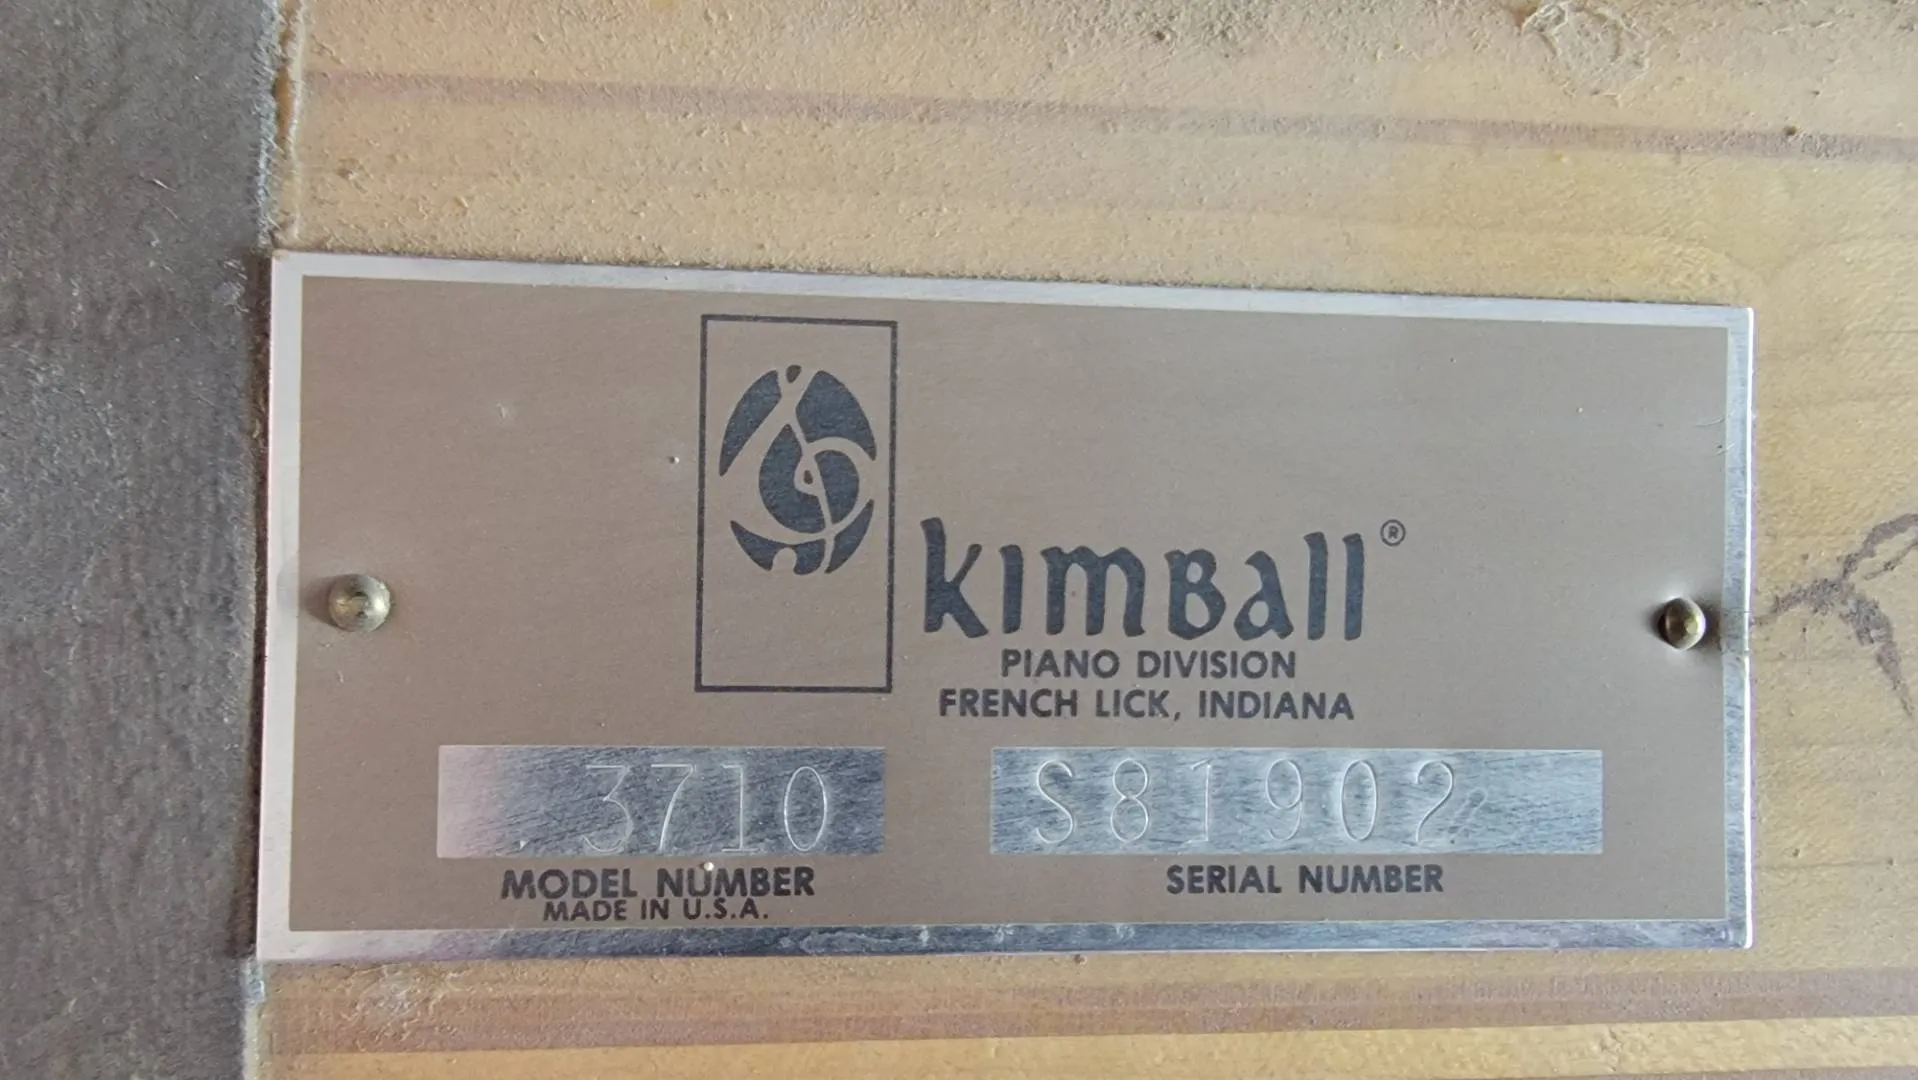 KIMBALL®
PIANO DIVISION
FRENCH LICK, INDIANA
3710 S81902
MODEL NUMBER SERIAL NUMBER
MADE IN U.S.A.